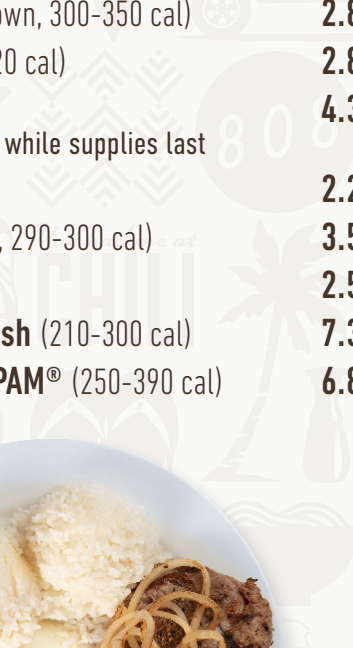 own, 300-350 cal) 2.8
20 cal) 2.8
4.3
while supplies last
2.2
, 290-300 cal) 3.5
2.5
sh (210-300 cal) 7.3
PAM® (250-390 cal) 6.8
808
CHILI